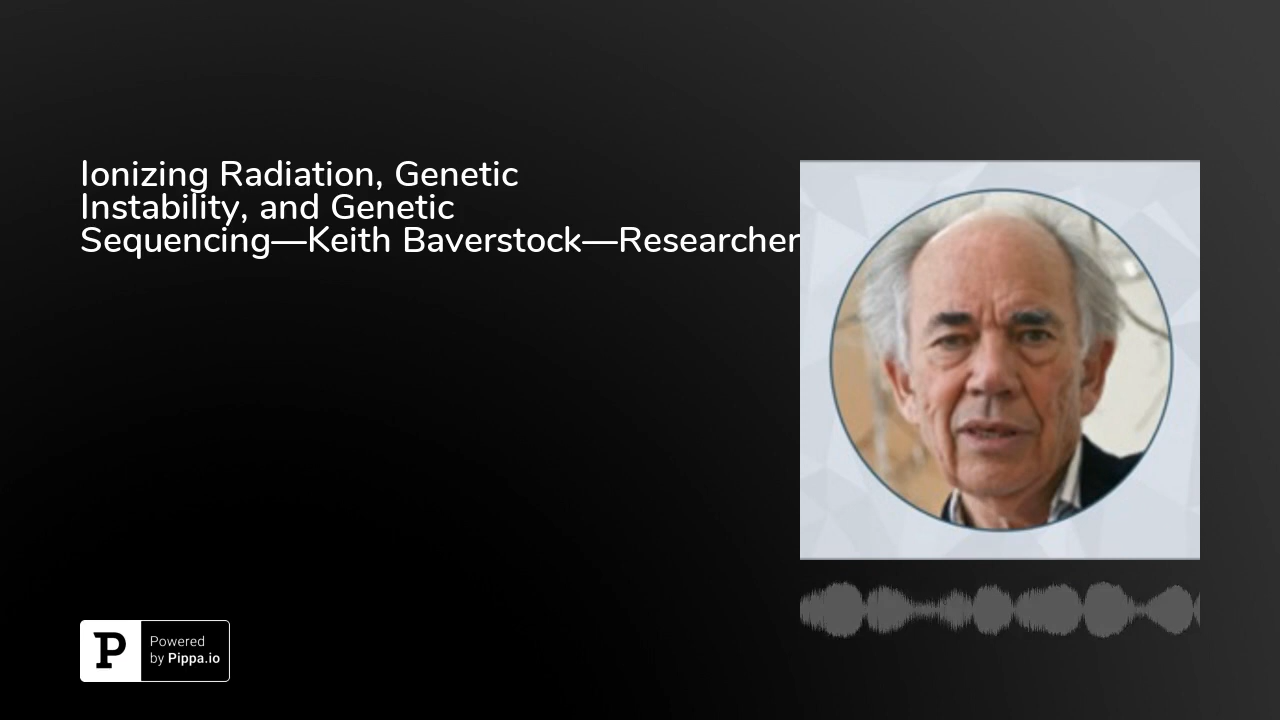 Ionizing Radiation, Genetic
Instability, and Genetic
Sequencing—Keith Baverstock—Researcher
P
Powered
by Pippa.io